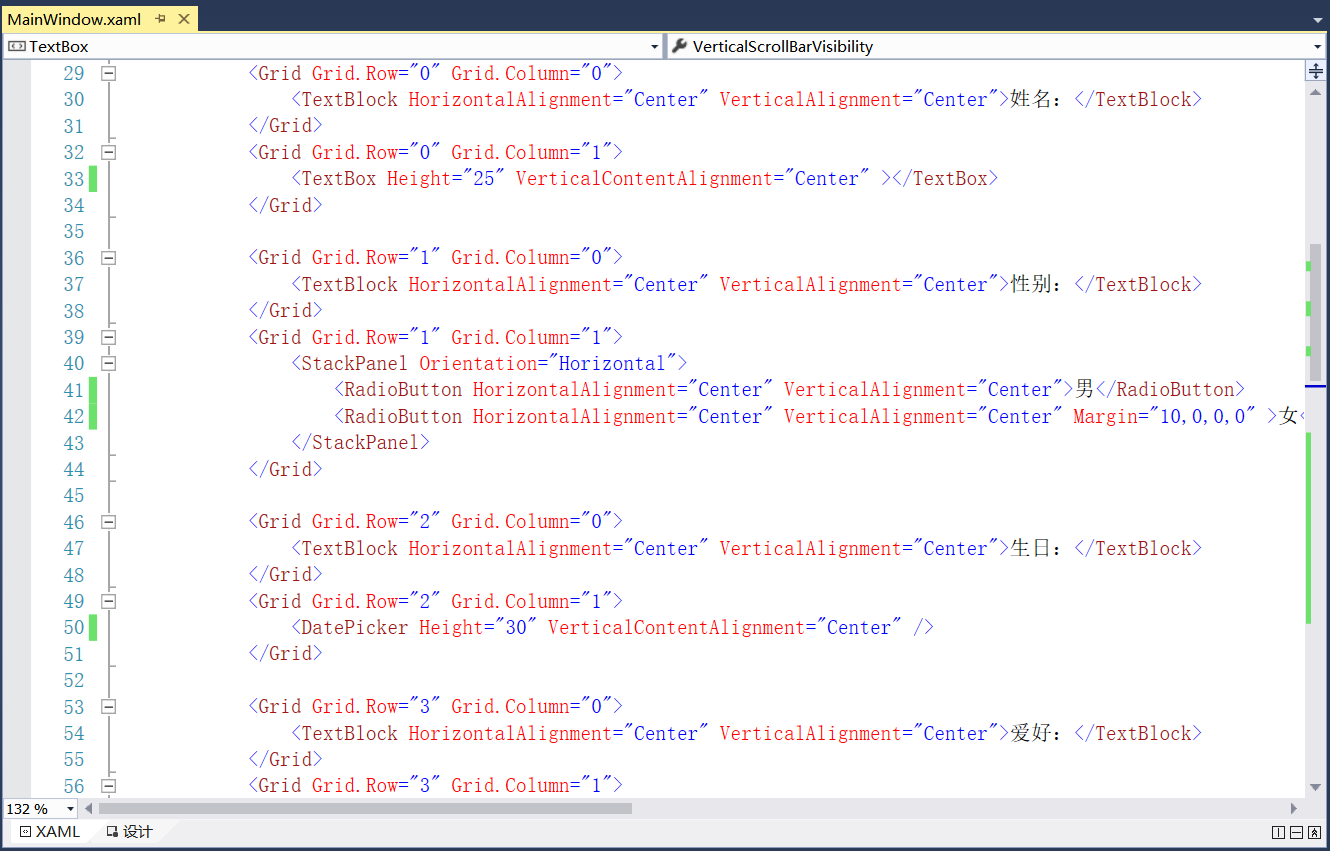 MainWindow.xaml
TextBox VerticalScrollBarVisibility
29 <Grid Grid.Row="0" Grid.Column="0">
30 <TextBlock HorizontalAlignment="Center" VerticalAlignment="Center">姓名：</TextBlock>
31 </Grid>
32 <Grid Grid.Row="0" Grid.Column="1">
33 <TextBox Height="25" VerticalContentAlignment="Center" ></TextBox>
34 </Grid>
35
36 <Grid Grid.Row="1" Grid.Column="0">
37 <TextBlock HorizontalAlignment="Center" VerticalAlignment="Center">性别：</TextBlock>
38 </Grid>
39 <Grid Grid.Row="1" Grid.Column="1">
40 <StackPanel Orientation="Horizontal">
41 <RadioButton HorizontalAlignment="Center" VerticalAlignment="Center">男</RadioButton>
42 <RadioButton HorizontalAlignment="Center" VerticalAlignment="Center" Margin="10,0,0,0" >女<
43 </StackPanel>
44 </Grid>
45
46 <Grid Grid.Row="2" Grid.Column="0">
47 <TextBlock HorizontalAlignment="Center" VerticalAlignment="Center">生日：</TextBlock>
48 </Grid>
49 <Grid Grid.Row="2" Grid.Column="1">
50 <DatePicker Height="30" VerticalContentAlignment="Center" />
51 </Grid>
52
53 <Grid Grid.Row="3" Grid.Column="0">
54 <TextBlock HorizontalAlignment="Center" VerticalAlignment="Center">爱好：</TextBlock>
55 </Grid>
56 <Grid Grid.Row="3" Grid.Column="1">
132 %
XAML 设计